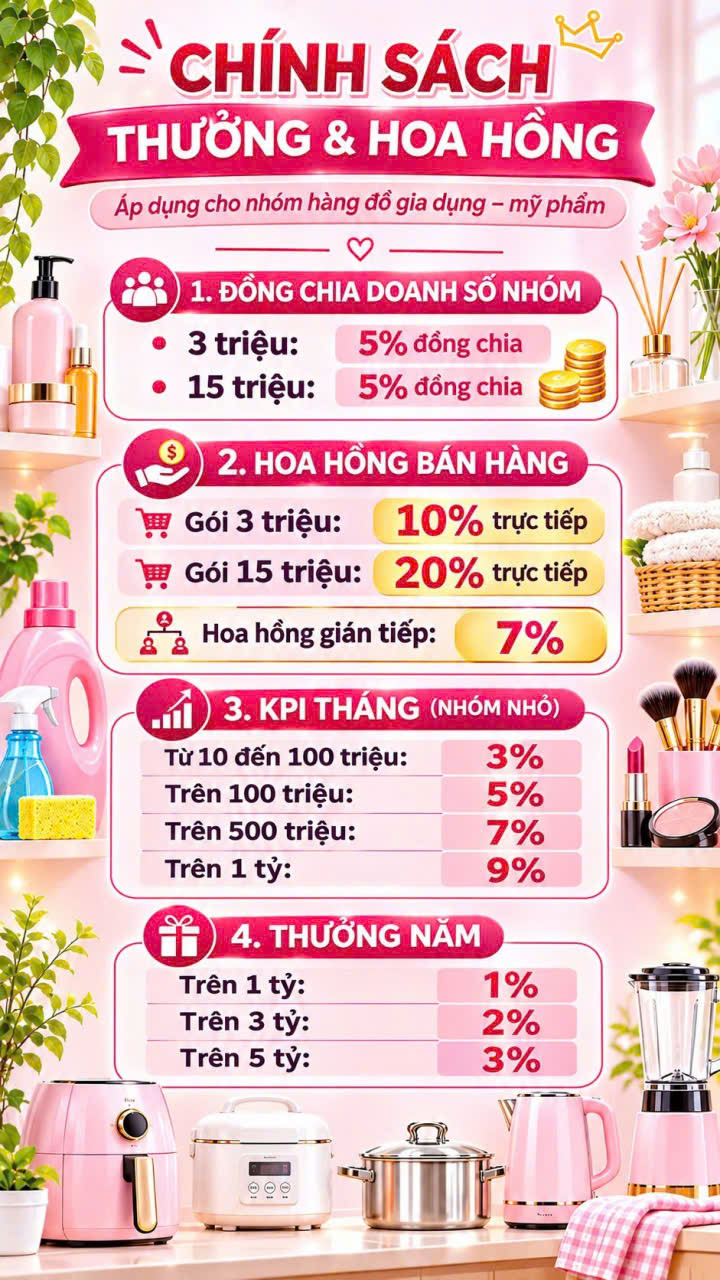 CHÍNH SÁCH
THƯỞNG & HOA HỒNG
Áp dụng cho nhóm hàng đồ gia dụng – mỹ phẩm
1. ĐỒNG CHIA DOANH SỐ NHÓM
3 triệu: 5% đồng chia
15 triệu: 5% đồng chia
2. HOA HỒNG BÁN HÀNG
Gói 3 triệu: 10% trực tiếp
Gói 15 triệu: 20% trực tiếp
Hoa hồng gián tiếp: 7%
3. KPI THÁNG (NHÓM NHỎ)
Từ 10 đến 100 triệu: 3%
Trên 100 triệu: 5%
Trên 500 triệu: 7%
Trên 1 tỷ: 9%
4. THƯỞNG NĂM
Trên 1 tỷ: 1%
Trên 3 tỷ: 2%
Trên 5 tỷ: 3%